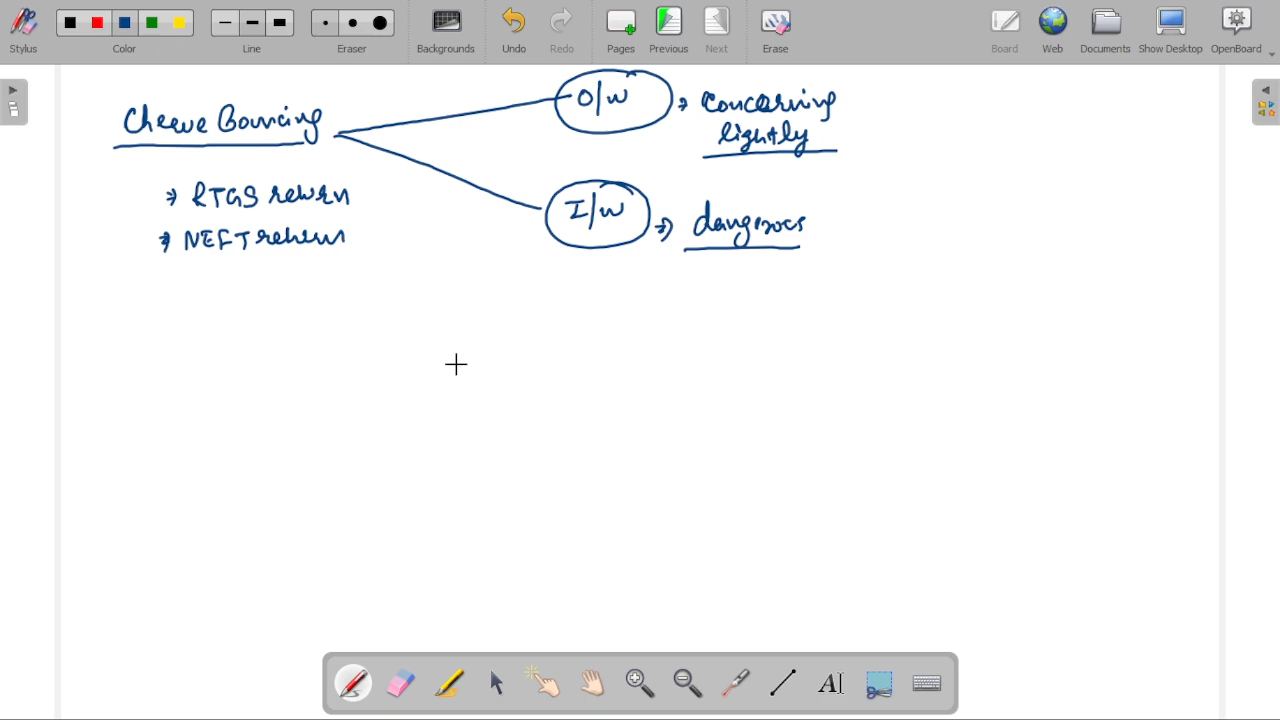 Stylus
Color
Line
Eraser
Backgrounds
Undo
Redo
Pages
Previous
Next
Erase
Board
Web
Documents
Show Desktop
OpenBoard
Cheque Bouncing
O/W
⇒ Concerning
lightly
⇒ RTGS return
I/W
⇒ dangerous
⇒ NEFT return